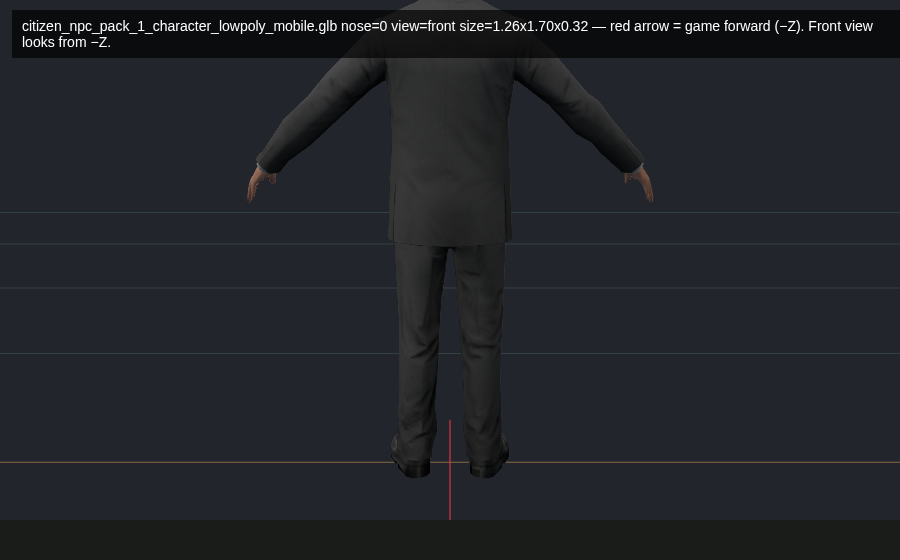 citizen_npc_pack_1_character_lowpoly_mobile.glb nose=0 view=front size=1.26x1.70x0.32 — red arrow = game forward (−Z). Front view
looks from −Z.